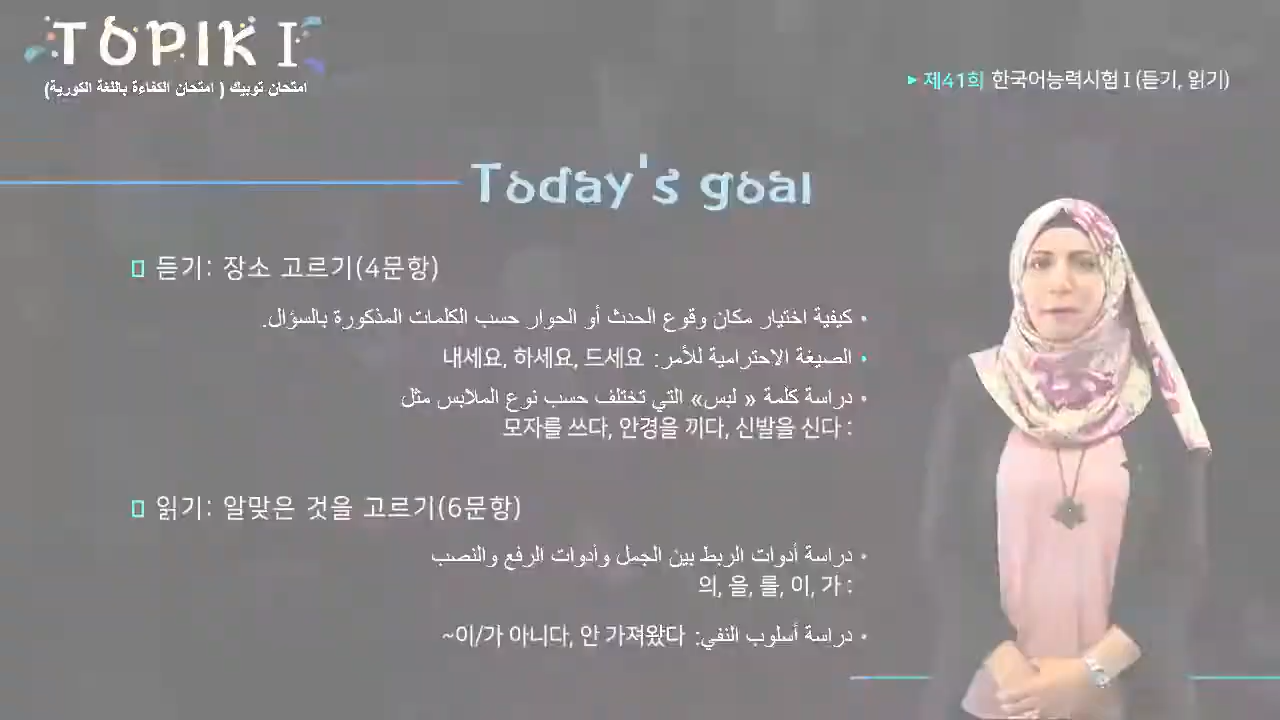 TOPIK I
امتحان توبيك ( امتحان الكفاءة باللغة الكورية)
▶ 제41회 한국어능력시험 I (듣기, 읽기)
Today's goal
듣기: 장소 고르기(4문항)
• كيفية اختيار مكان وقوع الحدث أو الحوار حسب الكلمات المذكورة بالسؤال.
• الصيغة الاحترامية للأمر: 내세요, 하세요, 드세요
• دراسة كلمة « لبس» التي تختلف حسب نوع الملابس مثل
: 모자를 쓰다, 안경을 끼다, 신발을 신다
읽기: 알맞은 것을 고르기(6문항)
• دراسة أدوات الربط بين الجمل وأدوات الرفع والنصب
: 의, 을, 를, 이, 가
• دراسة أسلوب النفي: ~이/가 아니다, 안 가져왔다